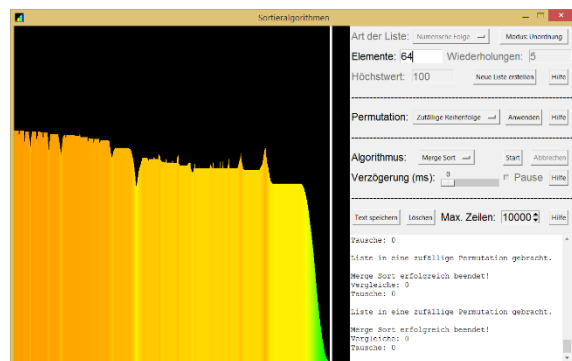 Sortieralgorithmen
Art der Liste: Numerische Folge Modus: Unordnung
Elemente: 64 Wiederholungen: 5
Höchstwert: 100 Neue Liste erstellen Hilfe
Permutation: Zufällige Reihenfolge Anwenden Hilfe
Algorithmus: Merge Sort Start Abbrechen
Verzögerung (ms): 0 Pause Hilfe
Text speichern Löschen Max. Zeilen: 10000 Hilfe
Tausche: 0
Liste in eine zufällige Permutation gebracht.
Merge Sort erfolgreich beendet!
Vergleiche: 0
Tausche: 0
Liste in eine zufällige Permutation gebracht.
Merge Sort erfolgreich beendet!
Vergleiche: 0
Tausche: 0